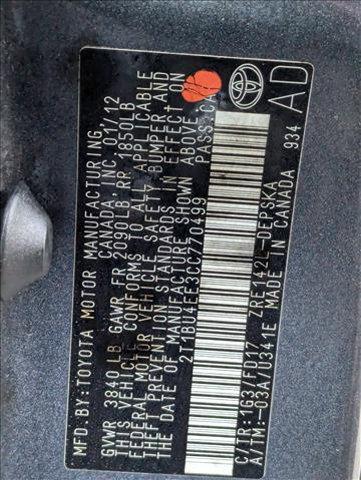 MFD. BY: TOYOTA MOTOR MANUFACTURING
CANADA INC. 01/12
GVWR 3840LB GAWR FR 2090LB RR 1850LB
THIS VEHICLE CONFORMS TO ALL APPLICABLE
FEDERAL MOTOR VEHICLE SAFETY, BUMPER, AND
THEFT PREVENTION STANDARDS IN EFFECT ON
THE DATE OF MANUFACTURE SHOWN ABOVE.
2T1BU4EE3CC770499 PASS. CAR
C/TR: 1G3/FD17 ZRE142L-DEPSKA
A/TM: -03A/U341E MADE IN CANADA 934
AD